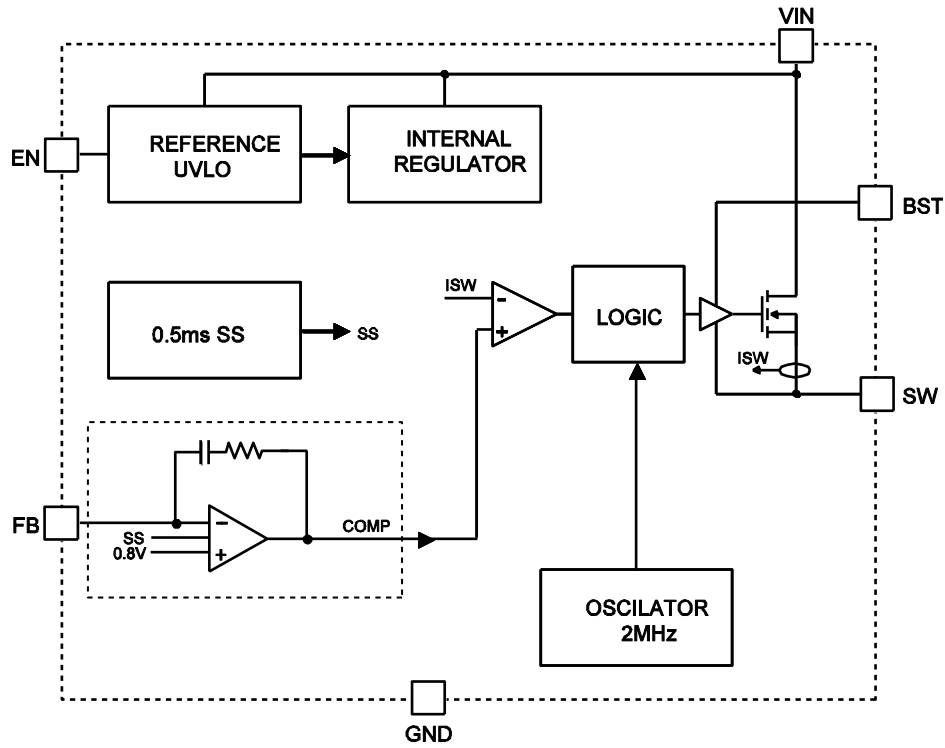 VIN
EN
REFERENCE
UVLO
INTERNAL
REGULATOR
BST
ISW
-
+
LOGIC
0.5ms SS
SS
ISW
SW
FB
-
SS
0.8V
+
COMP
OSCILATOR
2MHz
GND